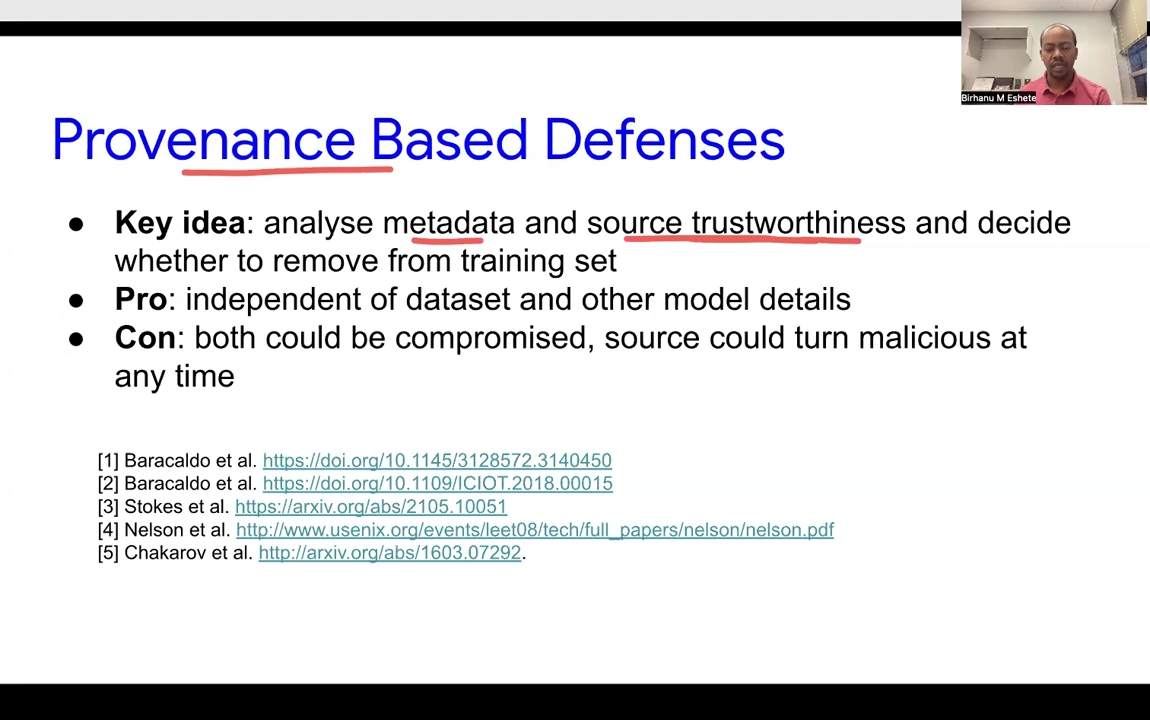 Birhanu M Eshete
Provenance Based Defenses
● Key idea: analyse metadata and source trustworthiness and decide
whether to remove from training set
● Pro: independent of dataset and other model details
● Con: both could be compromised, source could turn malicious at
any time
[1] Baracaldo et al. https://doi.org/10.1145/3128572.3140450
[2] Baracaldo et al. https://doi.org/10.1109/ICIOT.2018.00015
[3] Stokes et al. https://arxiv.org/abs/2105.10051
[4] Nelson et al. http://www.usenix.org/events/leet08/tech/full_papers/nelson/nelson.pdf
[5] Chakarov et al. http://arxiv.org/abs/1603.07292.